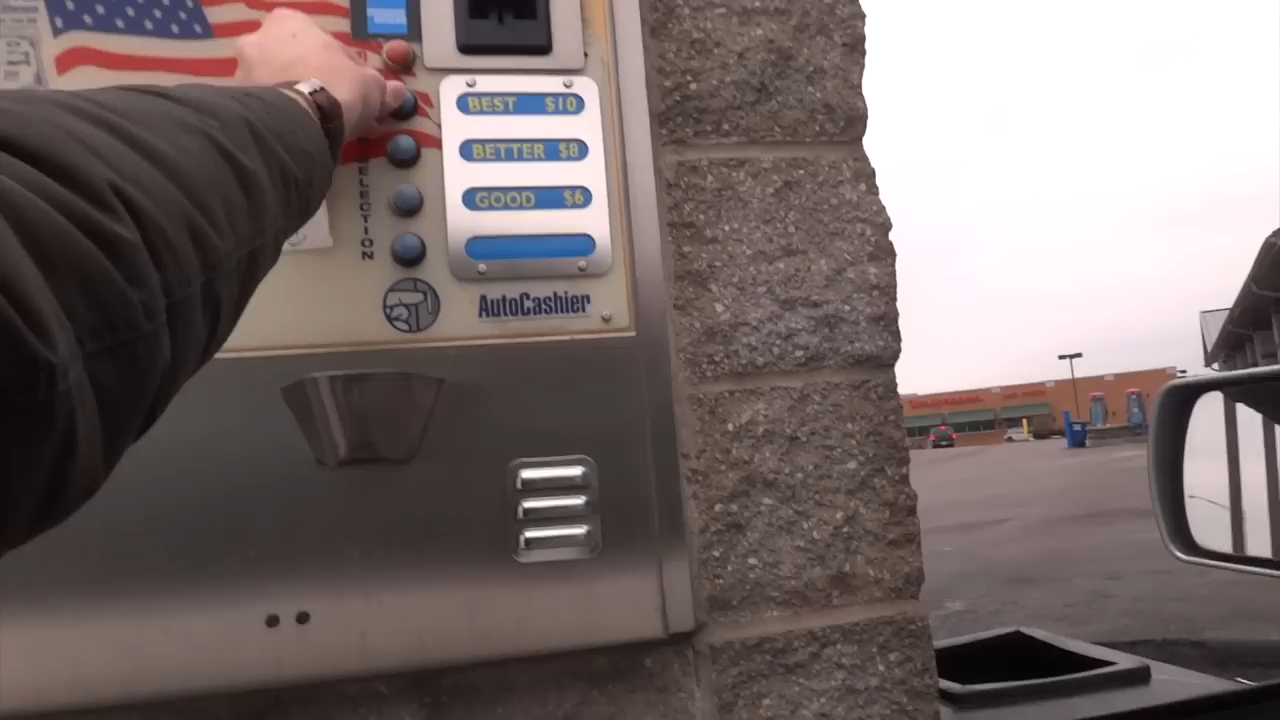 BEST $10
BETTER $8
GOOD $6
ELECTION
AutoCashier